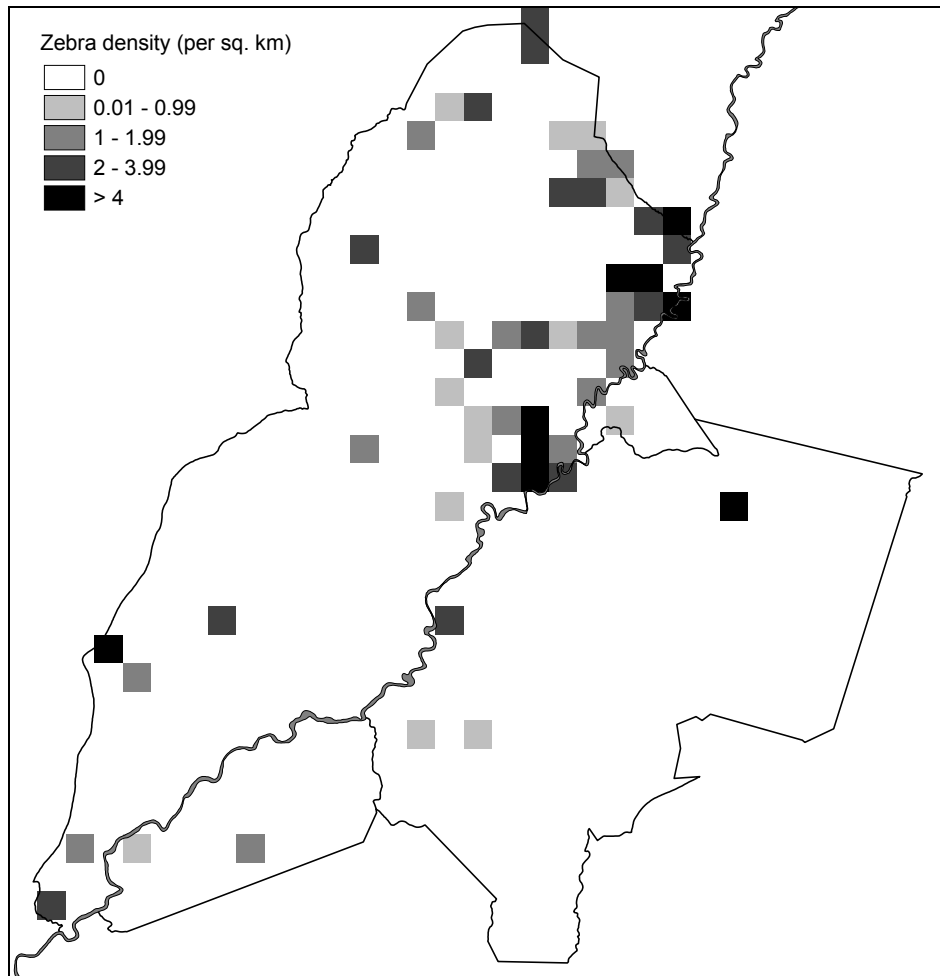 Zebra density (per sq. km)
0
0.01 - 0.99
1 - 1.99
2 - 3.99
> 4